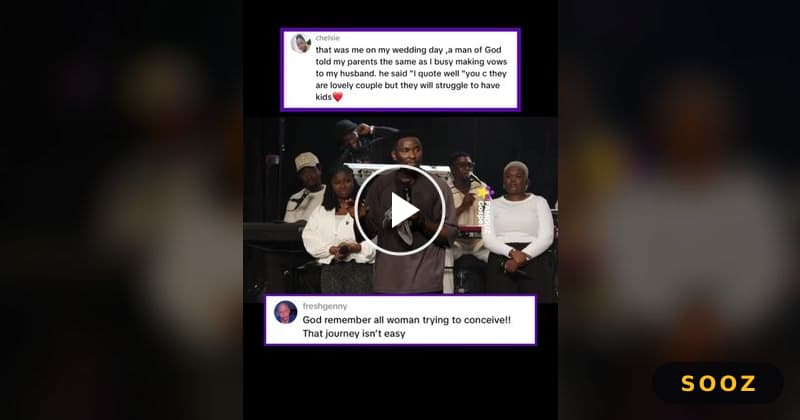 chelsie
that was me on my wedding day ,a man of God
told my parents the same as I busy making vows
to my husband. he said "I quote well "you c they
are lovely couple but they will struggle to have
kids❤️
freshgenny
God remember all woman trying to conceive!!
That journey isn't easy
SOOZ